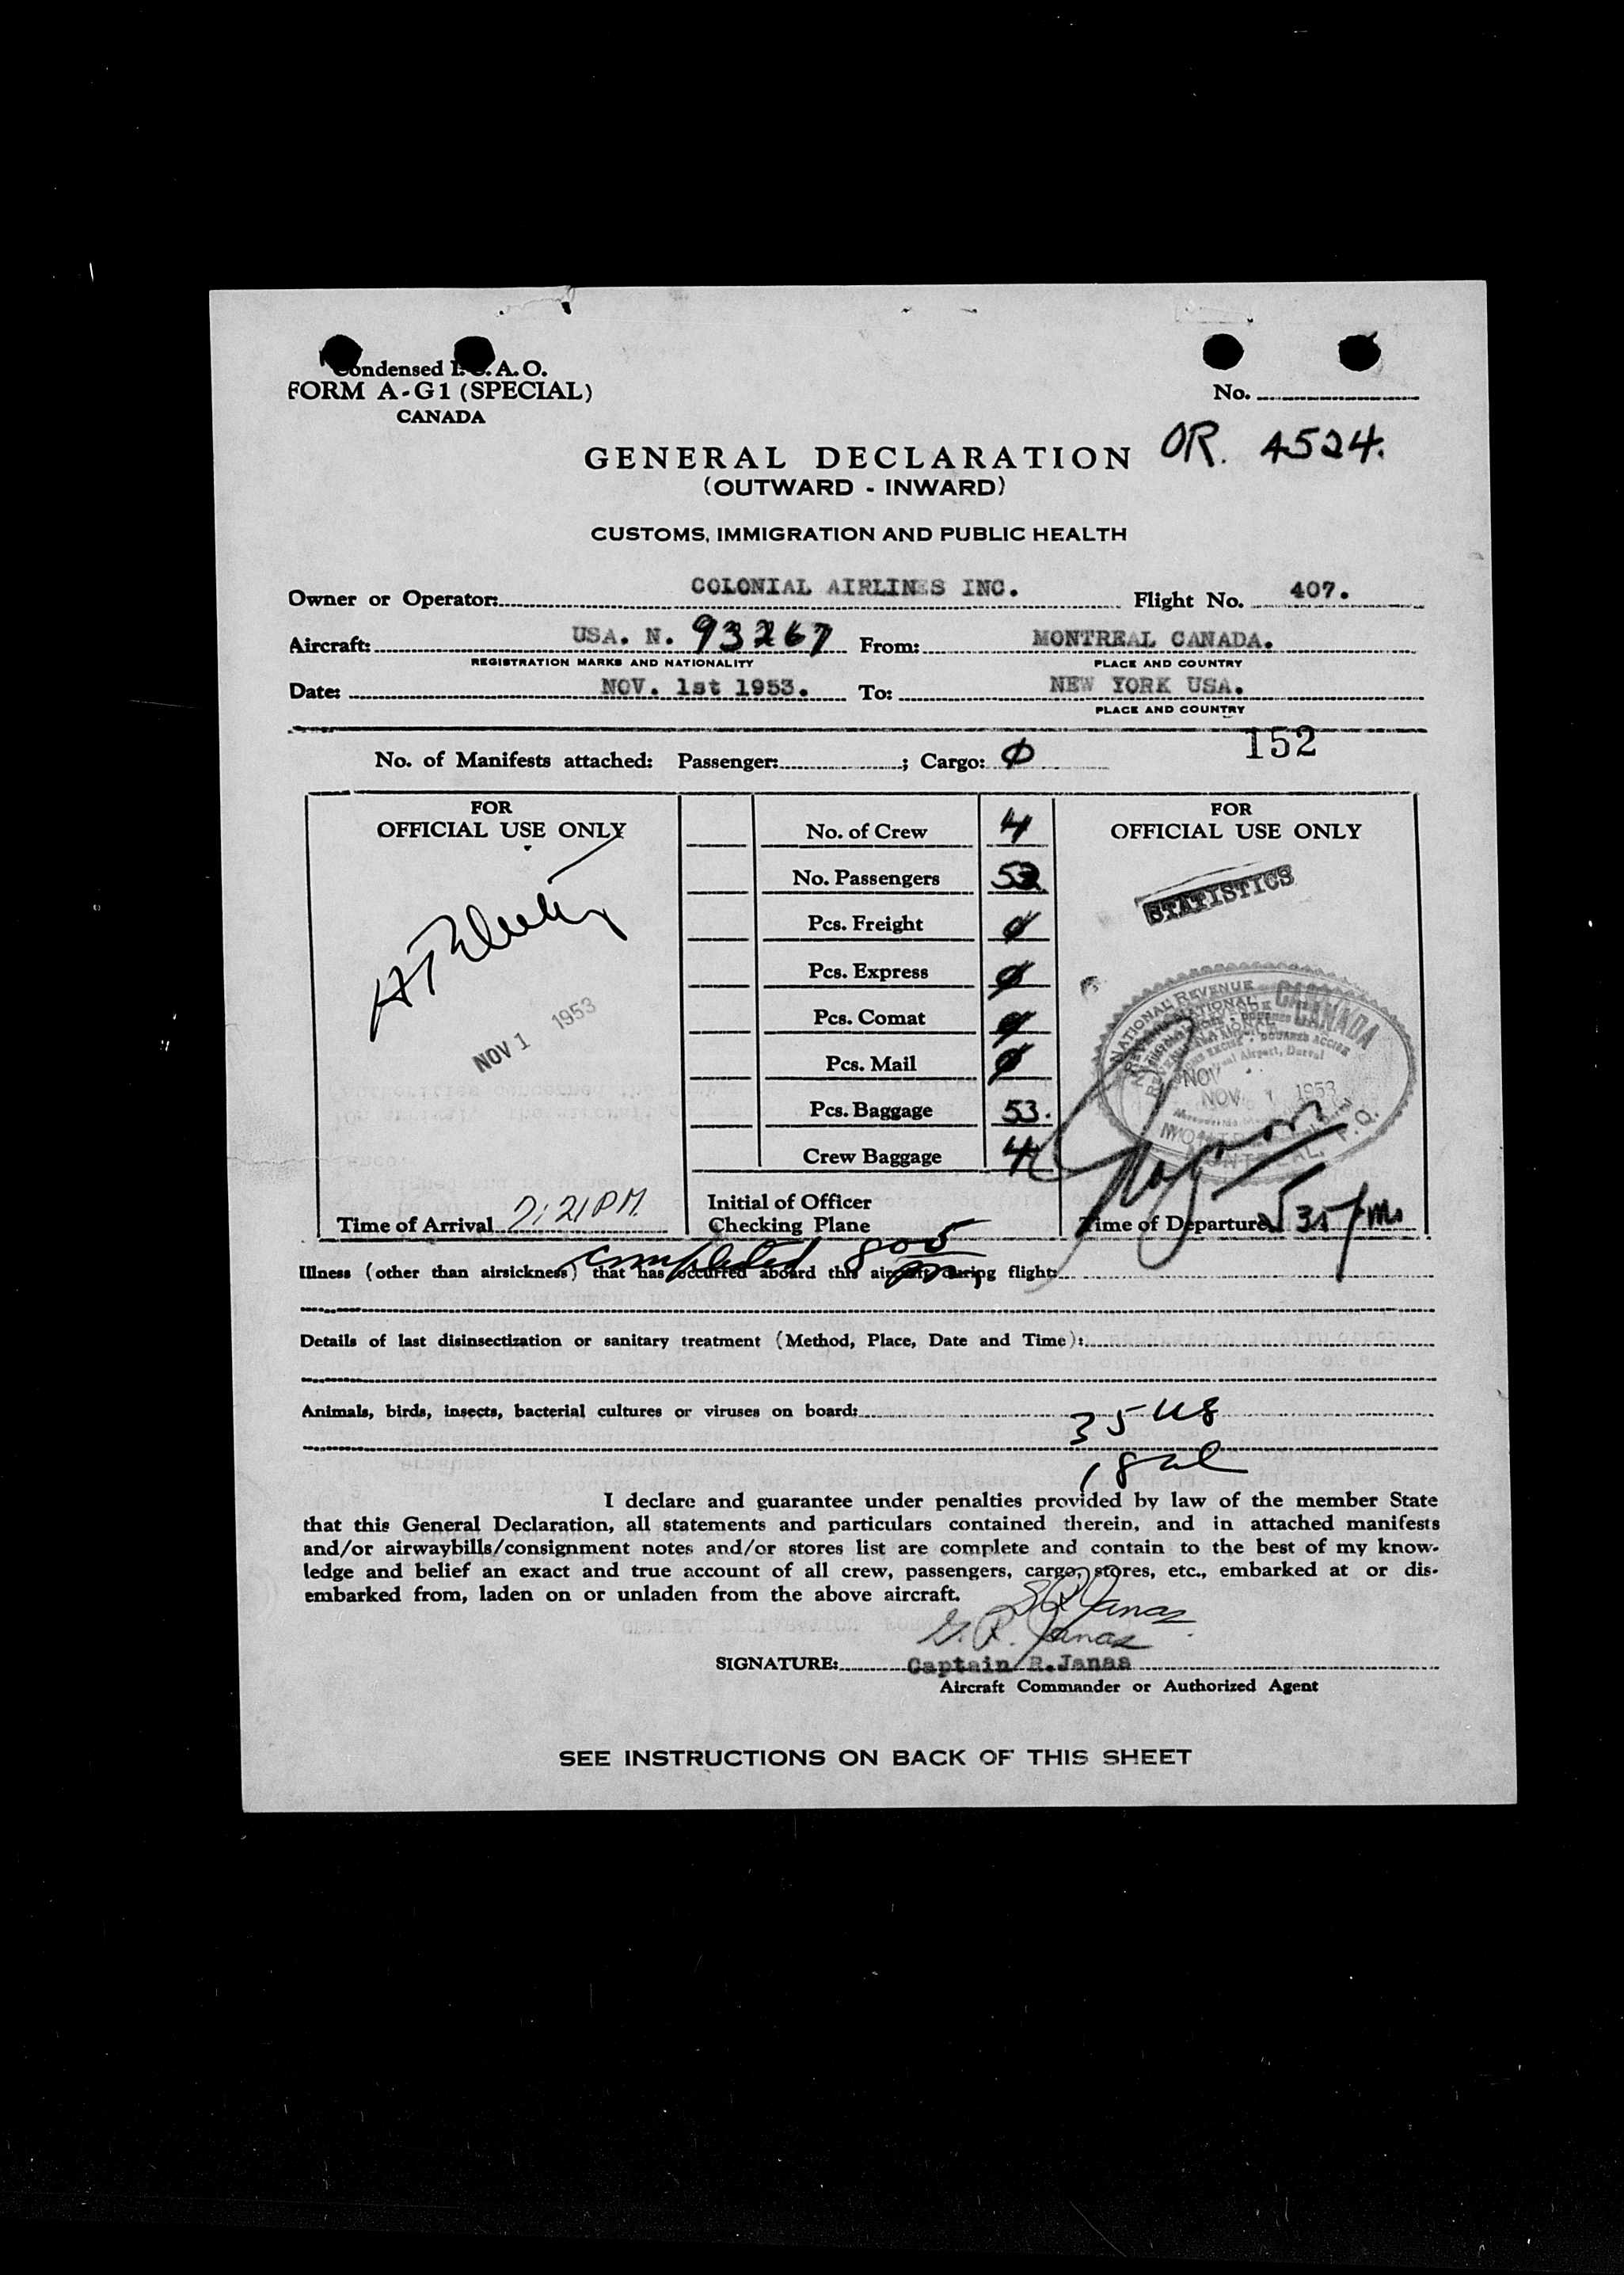 Condensed I.C.A.O.
FORM A-G1 (SPECIAL)
CANADA
No.
OR. 4524.
GENERAL DECLARATION
(OUTWARD - INWARD)
CUSTOMS, IMMIGRATION AND PUBLIC HEALTH
Owner or Operator: COLONIAL AIRLINES INC. Flight No. 407.
Aircraft: USA. N. 93267 From: MONTREAL CANADA.
REGISTRATION MARKS AND NATIONALITY PLACE AND COUNTRY
Date: NOV. 1st 1953. To: NEW YORK USA.
PLACE AND COUNTRY
152
No. of Manifests attached: Passenger: ; Cargo: Ø
FOR
OFFICIAL USE ONLY
NOV 1 1953
Time of Arrival 7:21 PM.
No. of Crew 4
No. Passengers 53
Pcs. Freight Ø
Pcs. Express Ø
Pcs. Comat Ø
Pcs. Mail Ø
Pcs. Baggage 53.
Crew Baggage 4
Initial of Officer
Checking Plane
FOR
OFFICIAL USE ONLY
STATISTICS
NATIONAL REVENUE
CANADA
NOV 1 1953
MONTREAL, P.Q.
Time of Departure
completed 805
Illness (other than airsickness) that has occurred aboard this aircraft during flight:
Details of last disinsectization or sanitary treatment (Method, Place, Date and Time):
Animals, birds, insects, bacterial cultures or viruses on board:
35 US
18 al
I declare and guarantee under penalties provided by law of the member State
that this General Declaration, all statements and particulars contained therein, and in attached manifests
and/or airwaybills/consignment notes and/or stores list are complete and contain to the best of my know-
ledge and belief an exact and true account of all crew, passengers, cargo, stores, etc., embarked at or dis-
embarked from, laden on or unladen from the above aircraft.
S. R. Janas
G. R. Janas
SIGNATURE: Captain R. Janas
Aircraft Commander or Authorized Agent
SEE INSTRUCTIONS ON BACK OF THIS SHEET